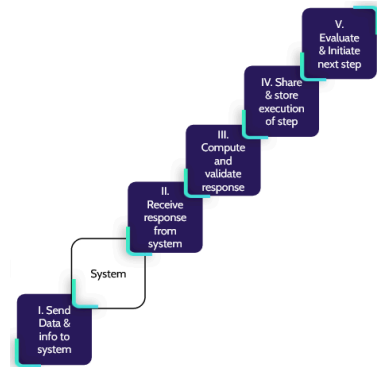 V.
Evaluate
& Initiate
next step
IV. Share
& store
execution
of step
III.
Compute
and
validate
response
II.
Receive
response
from
system
System
I. Send
Data &
info to
system